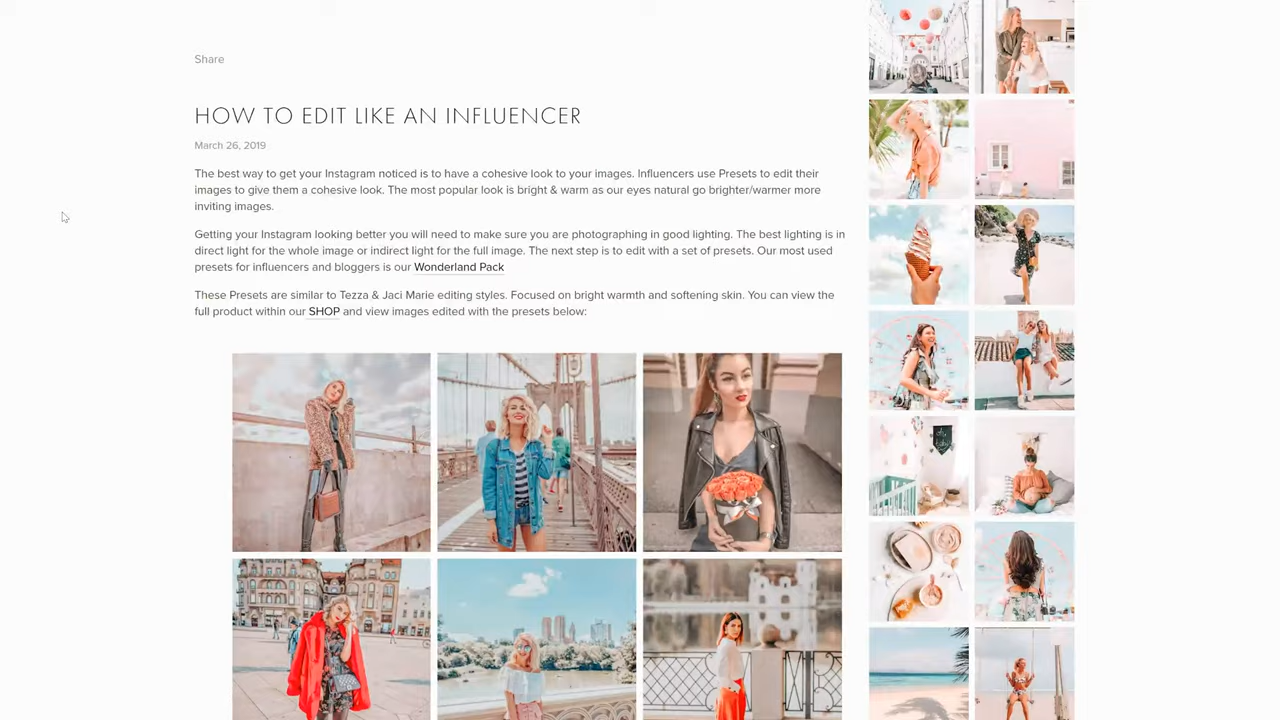 Share
HOW TO EDIT LIKE AN INFLUENCER
March 26, 2019
The best way to get your Instagram noticed is to have a cohesive look to your images. Influencers use Presets to edit their
images to give them a cohesive look. The most popular look is bright & warm as our eyes natural go brighter/warmer more
inviting images.
Getting your Instagram looking better you will need to make sure you are photographing in good lighting. The best lighting is in
direct light for the whole image or indirect light for the full image. The next step is to edit with a set of presets. Our most used
presets for influencers and bloggers is our Wonderland Pack
These Presets are similar to Tezza & Jaci Marie editing styles. Focused on bright warmth and softening skin. You can view the
full product within our SHOP and view images edited with the presets below: